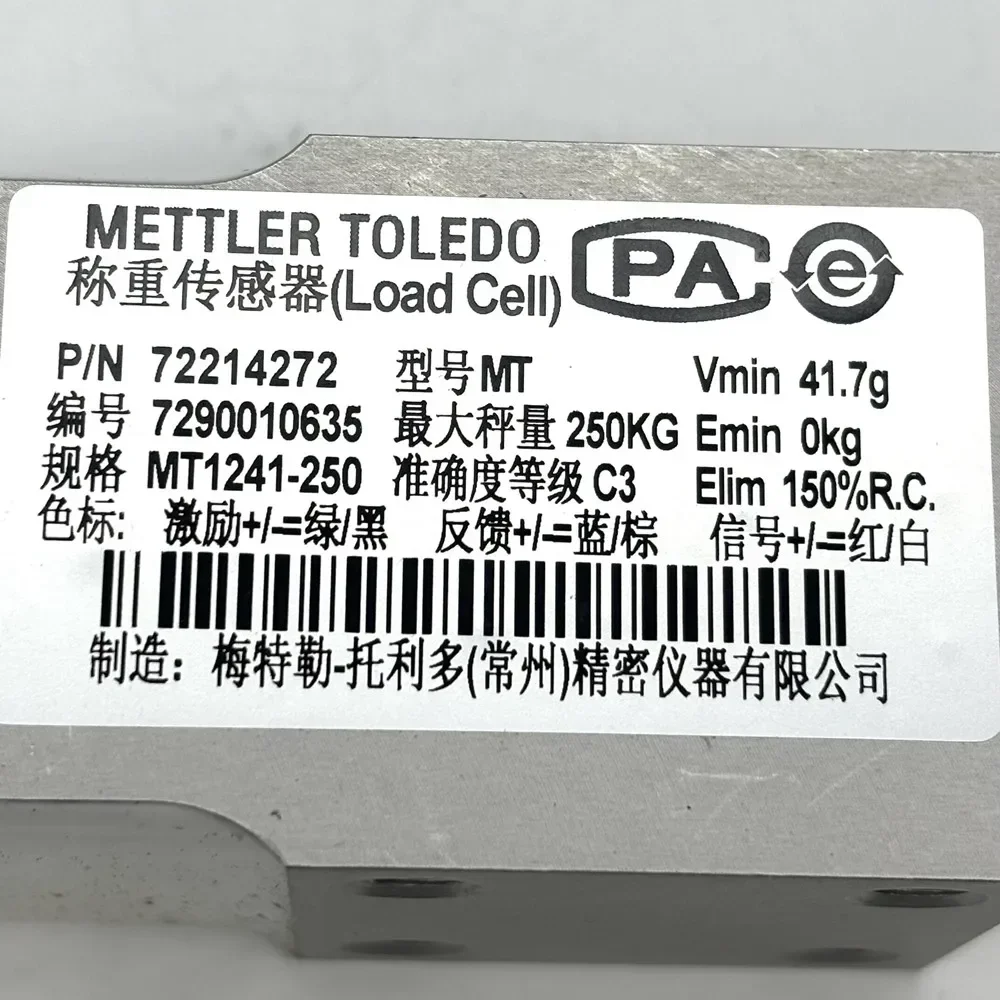 METTLER TOLEDO
称重传感器(Load Cell)
PA
e
P/N 72214272 型号MT Vmin 41.7g
编号 7290010635 最大秤量 250KG Emin 0kg
规格 MT1241-250 准确度等级 C3 Elim 150%R.C.
色标: 激励+/-=绿/黑 反馈+/-=蓝/棕 信号+/-=红/白
制造: 梅特勒-托利多(常州)精密仪器有限公司